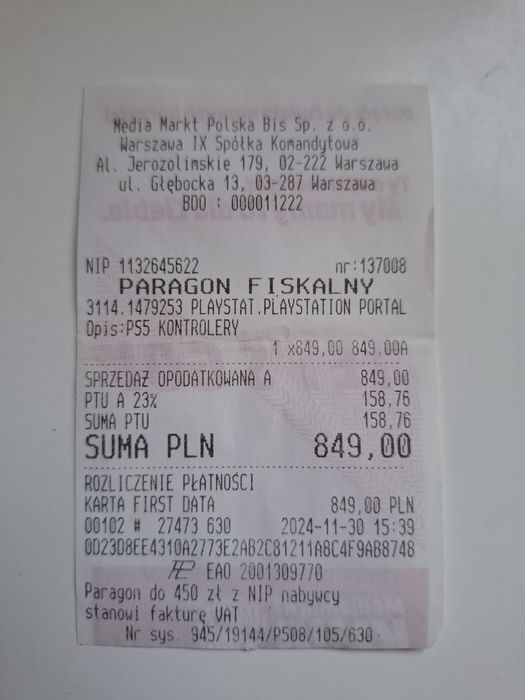 Media Markt Polska Bis Sp. z o.o.
Warszawa IX Spółka Komandytowa
Al. Jerozolimskie 179, 02-222 Warszawa
ul. Głębocka 13, 03-287 Warszawa
BDO : 000011222
NIP 1132645622 nr:137008
PARAGON FISKALNY
3114.1479253 PLAYSTAT.PLAYSTATION PORTAL
Opis:PS5 KONTROLERY
1 x849,00 849,00A
SPRZEDAŻ OPODATKOWANA A 849,00
PTU A 23% 158,76
SUMA PTU 158,76
SUMA PLN 849,00
ROZLICZENIE PŁATNOŚCI
KARTA FIRST DATA 849,00 PLN
00102 # 27473 630 2024-11-30 15:39
0D23D8EE4310A2773E2AB2C81211A8C4F9AB8748
EAO 2001309770
Paragon do 450 zł z NIP nabywcy
stanowi fakturę VAT
Nr sys. 945/19144/P508/105/630